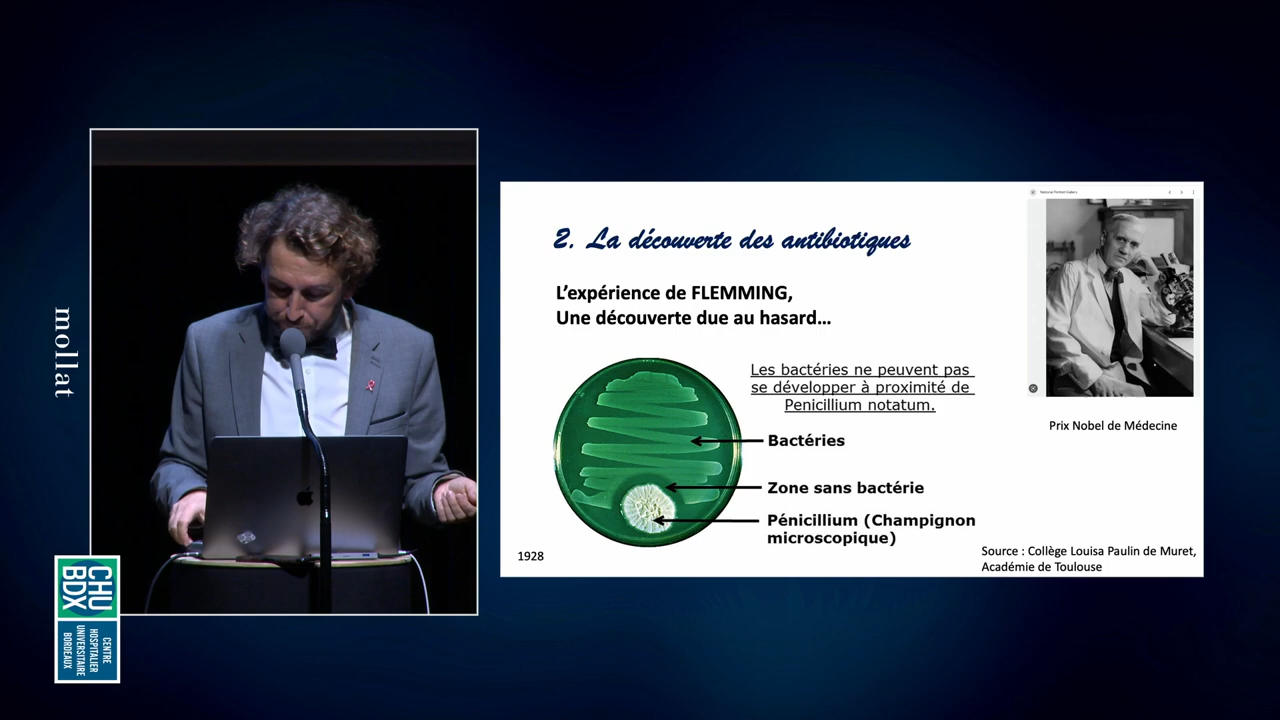 mollat
CHU
BDX
CENTRE
HOSPITALIER
UNIVERSITAIRE
BORDEAUX
2. La découverte des antibiotiques
L'expérience de FLEMMING,
Une découverte due au hasard...
Les bactéries ne peuvent pas
se développer à proximité de
Penicillium notatum.
Bactéries
Zone sans bactérie
Pénicillium (Champignon
microscopique)
1928
National Portrait Gallery
Prix Nobel de Médecine
Source : Collège Louisa Paulin de Muret,
Académie de Toulouse